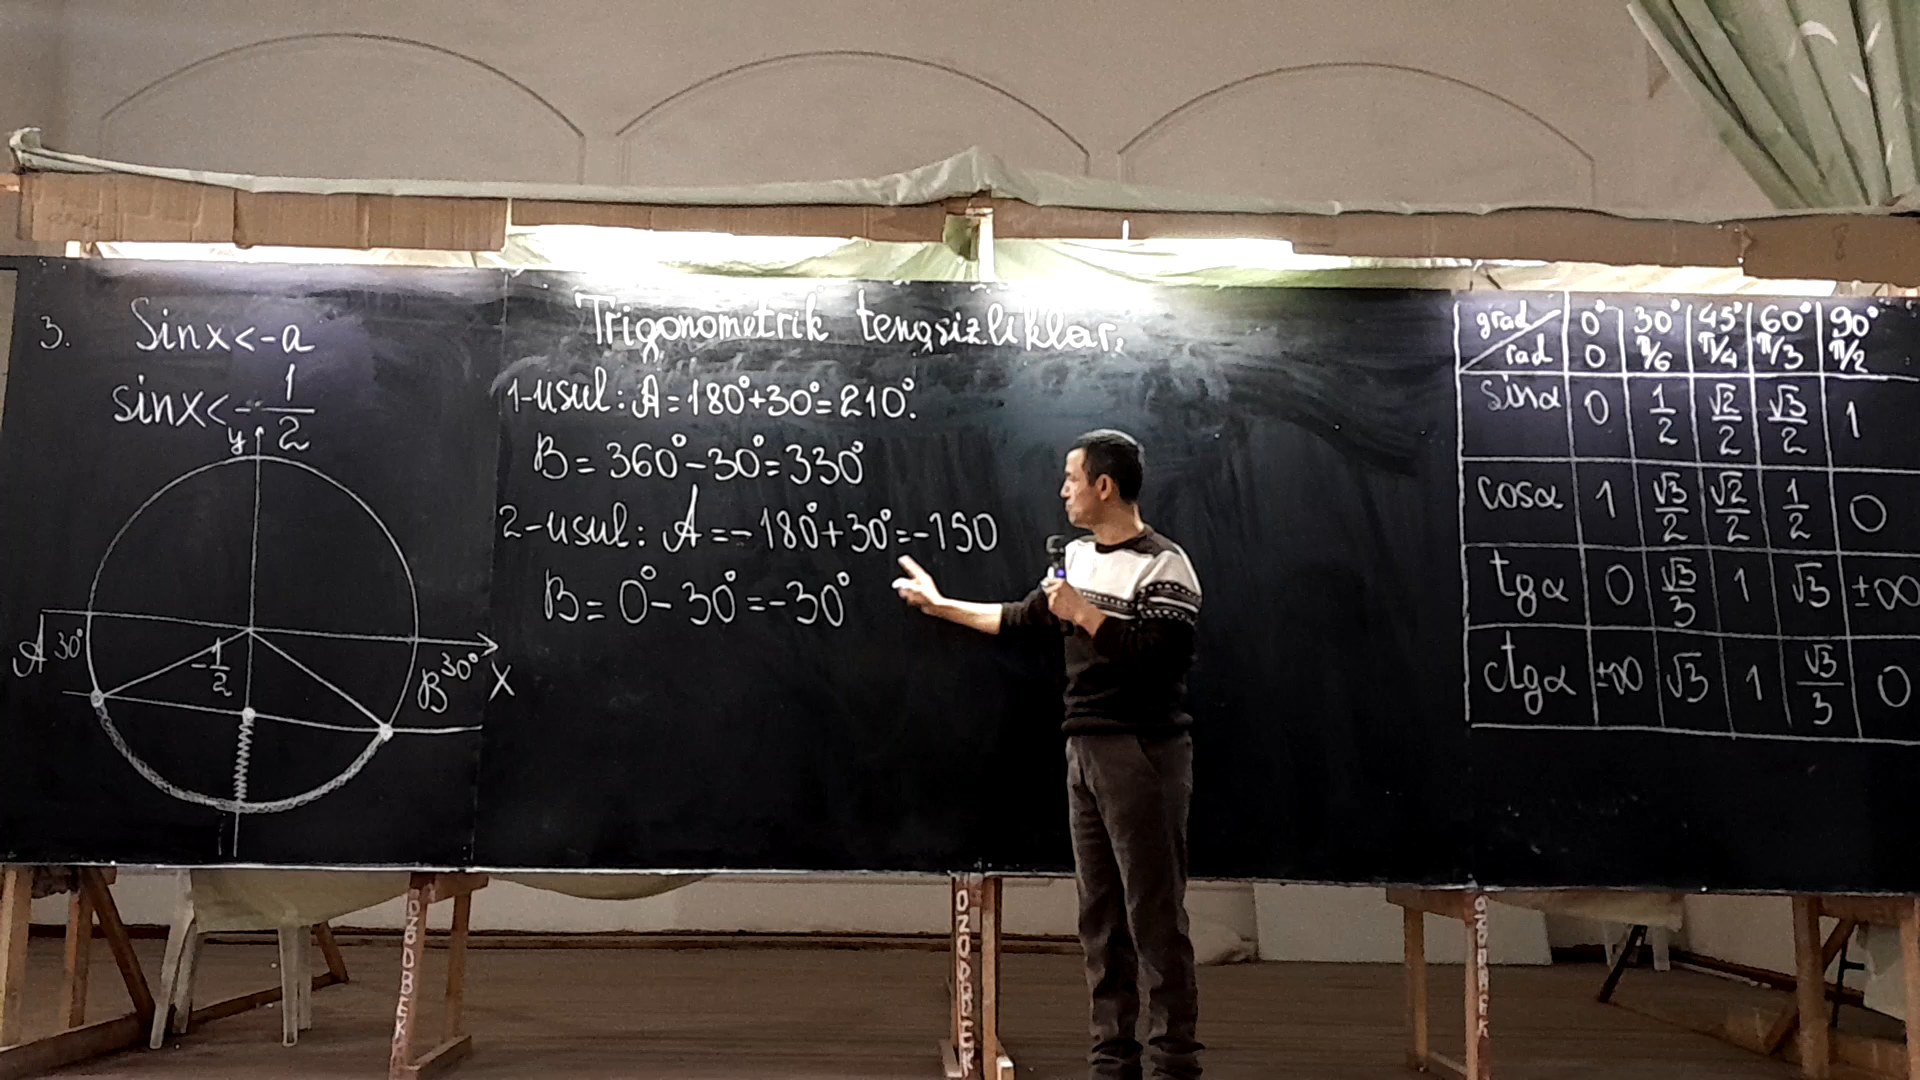 3. Sinx<-a
sinx<-1/2
y
A 30°
-1/2
B 30° X
Trigonometrik tengsizliklar.
1-usul: A=180°+30°=210°.
B=360°-30°=330°
2-usul: A=-180°+30°=-150
B=0°-30°=-30°
grad 0° 30° 45° 60° 90°
rad 0 π/6 π/4 π/3 π/2
sinα 0 1/2 √2/2 √3/2 1
cosα 1 √3/2 √2/2 1/2 0
tgα 0 √3/3 1 √3 ±∞
ctgα ±∞ √3 1 √3/3 0
OZODBEK
OZODBEK
OZODBEK